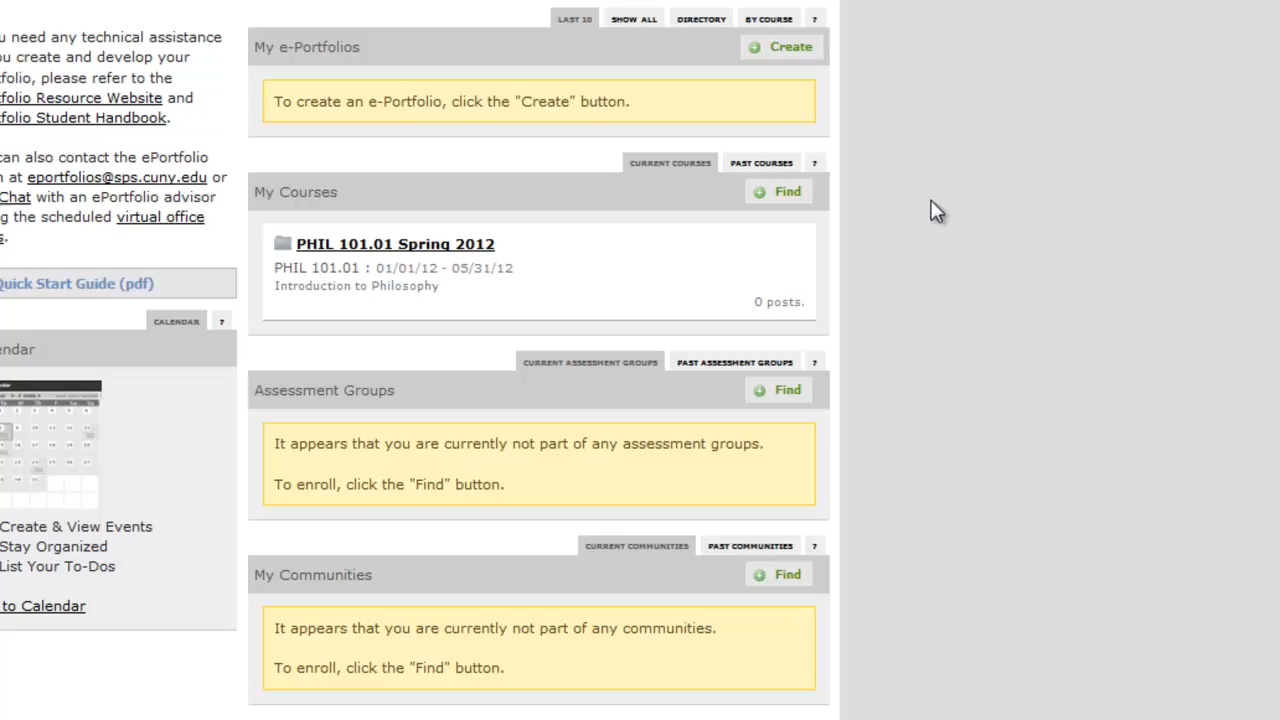 u need any technical assistance
ou create and develop your
tfolio, please refer to the
tfolio Resource Website and
tfolio Student Handbook.
can also contact the ePortfolio
n at eportfolios@sps.cuny.edu or
Chat with an ePortfolio advisor
g the scheduled virtual office
s.
Quick Start Guide (pdf)
CALENDAR ?
endar
Create & View Events
Stay Organized
List Your To-Dos
to Calendar
LAST 10 SHOW ALL DIRECTORY BY COURSE ?
My e-Portfolios Create
To create an e-Portfolio, click the "Create" button.
CURRENT COURSES PAST COURSES ?
My Courses Find
PHIL 101.01 Spring 2012
PHIL 101.01 : 01/01/12 - 05/31/12
Introduction to Philosophy
0 posts.
CURRENT ASSESSMENT GROUPS PAST ASSESSMENT GROUPS ?
Assessment Groups Find
It appears that you are currently not part of any assessment groups.
To enroll, click the "Find" button.
CURRENT COMMUNITIES PAST COMMUNITIES ?
My Communities Find
It appears that you are currently not part of any communities.
To enroll, click the "Find" button.